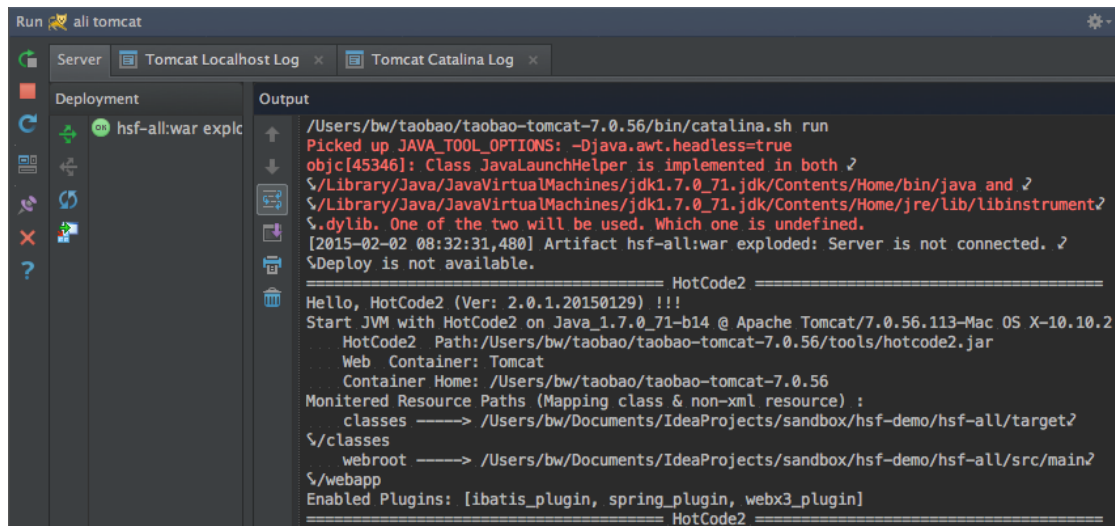 Run ali tomcat
Server Tomcat Localhost Log × Tomcat Catalina Log ×
Deployment Output
OK hsf-all:war explo
/Users/bw/taobao/taobao-tomcat-7.0.56/bin/catalina.sh run
Picked up JAVA_TOOL_OPTIONS: -Djava.awt.headless=true
objc[45346]: Class JavaLaunchHelper is implemented in both
/Library/Java/JavaVirtualMachines/jdk1.7.0_71.jdk/Contents/Home/bin/java and
/Library/Java/JavaVirtualMachines/jdk1.7.0_71.jdk/Contents/Home/jre/lib/libinstrument
.dylib. One of the two will be used. Which one is undefined.
[2015-02-02 08:32:31,480] Artifact hsf-all:war exploded: Server is not connected.
Deploy is not available.
======================================= HotCode2 ======================================
Hello, HotCode2 (Ver: 2.0.1.20150129) !!!
Start JVM with HotCode2 on Java_1.7.0_71-b14 @ Apache Tomcat/7.0.56.113-Mac OS X-10.10.2
HotCode2 Path:/Users/bw/taobao/taobao-tomcat-7.0.56/tools/hotcode2.jar
Web Container: Tomcat
Container Home: /Users/bw/taobao/taobao-tomcat-7.0.56
Monitered Resource Paths (Mapping class & non-xml resource) :
classes -----> /Users/bw/Documents/IdeaProjects/sandbox/hsf-demo/hsf-all/target
/classes
webroot -----> /Users/bw/Documents/IdeaProjects/sandbox/hsf-demo/hsf-all/src/main
/webapp
Enabled Plugins: [ibatis_plugin, spring_plugin, webx3_plugin]
======================================= HotCode2 ======================================